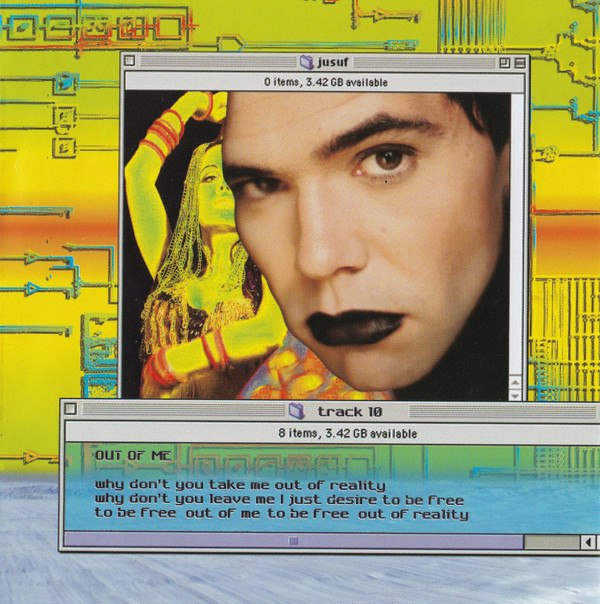 jusuf
0 items, 3.42 GB available
track 10
8 items, 3.42 GB available
OUT OF ME
why don't you take me out of reality
why don't you leave me I just desire to be free
to be free out of me to be free out of reality